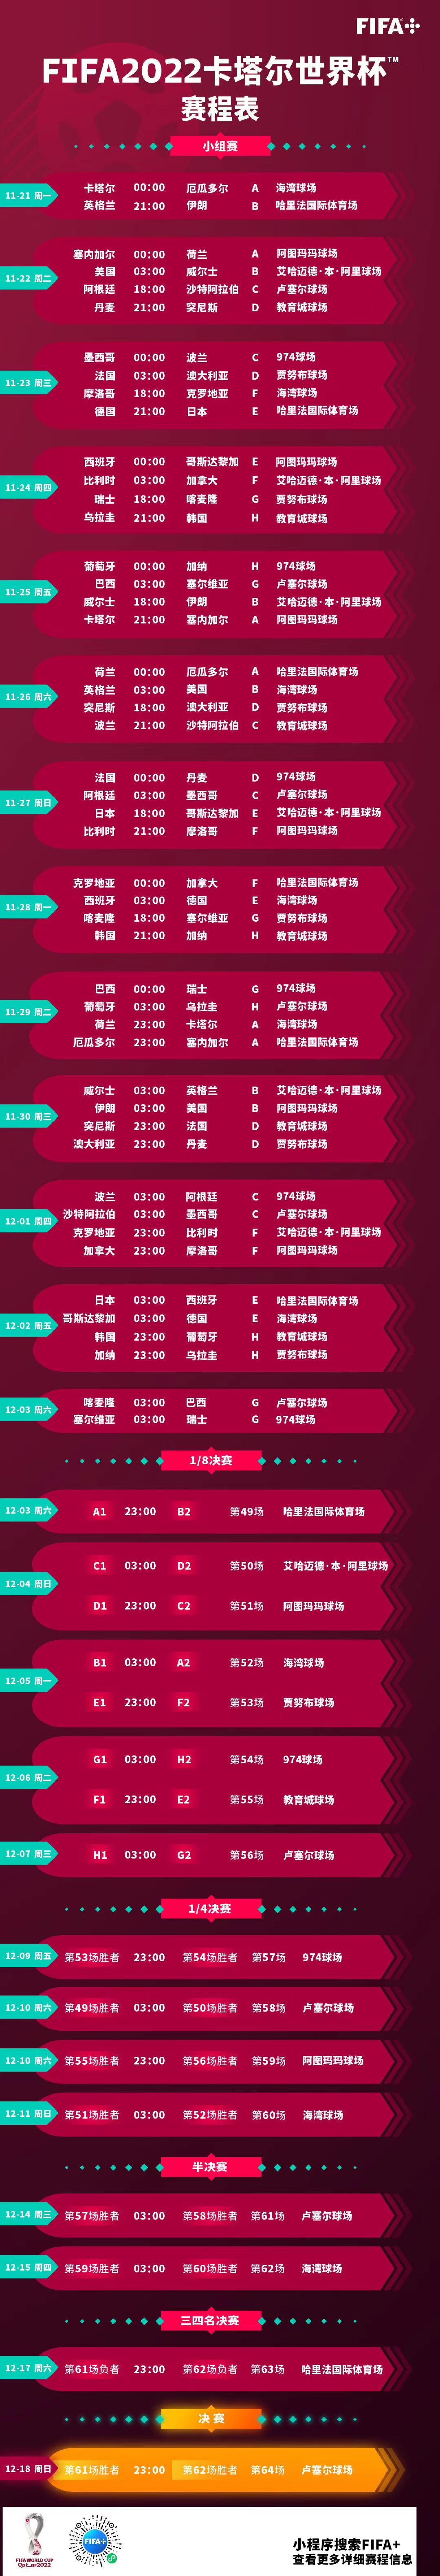 FIFA+
FIFA2022卡塔尔世界杯™
赛程表
小组赛
11-21 周一
卡塔尔 00:00 厄瓜多尔 A 海湾球场
英格兰 21:00 伊朗 B 哈里法国际体育场
11-22 周二
塞内加尔 00:00 荷兰 A 阿图玛玛球场
美国 03:00 威尔士 B 艾哈迈德·本·阿里球场
阿根廷 18:00 沙特阿拉伯 C 卢塞尔球场
丹麦 21:00 突尼斯 D 教育城球场
11-23 周三
墨西哥 00:00 波兰 C 974球场
法国 03:00 澳大利亚 D 贾努布球场
摩洛哥 18:00 克罗地亚 F 海湾球场
德国 21:00 日本 E 哈里法国际体育场
11-24 周四
西班牙 00:00 哥斯达黎加 E 阿图玛玛球场
比利时 03:00 加拿大 F 艾哈迈德·本·阿里球场
瑞士 18:00 喀麦隆 G 贾努布球场
乌拉圭 21:00 韩国 H 教育城球场
11-25 周五
葡萄牙 00:00 加纳 H 974球场
巴西 03:00 塞尔维亚 G 卢塞尔球场
威尔士 18:00 伊朗 B 艾哈迈德·本·阿里球场
卡塔尔 21:00 塞内加尔 A 阿图玛玛球场
11-26 周六
荷兰 00:00 厄瓜多尔 A 哈里法国际体育场
英格兰 03:00 美国 B 海湾球场
突尼斯 18:00 澳大利亚 D 贾努布球场
波兰 21:00 沙特阿拉伯 C 教育城球场
11-27 周日
法国 00:00 丹麦 D 974球场
阿根廷 03:00 墨西哥 C 卢塞尔球场
日本 18:00 哥斯达黎加 E 艾哈迈德·本·阿里球场
比利时 21:00 摩洛哥 F 阿图玛玛球场
11-28 周一
克罗地亚 00:00 加拿大 F 哈里法国际体育场
西班牙 03:00 德国 E 海湾球场
喀麦隆 18:00 塞尔维亚 G 贾努布球场
韩国 21:00 加纳 H 教育城球场
11-29 周二
巴西 00:00 瑞士 G 974球场
葡萄牙 03:00 乌拉圭 H 卢塞尔球场
荷兰 23:00 卡塔尔 A 海湾球场
厄瓜多尔 23:00 塞内加尔 A 哈里法国际体育场
11-30 周三
威尔士 03:00 英格兰 B 艾哈迈德·本·阿里球场
伊朗 03:00 美国 B 阿图玛玛球场
突尼斯 23:00 法国 D 教育城球场
澳大利亚 23:00 丹麦 D 贾努布球场
12-01 周四
波兰 03:00 阿根廷 C 974球场
沙特阿拉伯 03:00 墨西哥 C 卢塞尔球场
克罗地亚 23:00 比利时 F 艾哈迈德·本·阿里球场
加拿大 23:00 摩洛哥 F 阿图玛玛球场
12-02 周五
日本 03:00 西班牙 E 哈里法国际体育场
哥斯达黎加 03:00 德国 E 海湾球场
韩国 23:00 葡萄牙 H 教育城球场
加纳 23:00 乌拉圭 H 贾努布球场
12-03 周六
喀麦隆 03:00 巴西 G 卢塞尔球场
塞尔维亚 03:00 瑞士 G 974球场
1/8决赛
12-03 周六
A1 23:00 B2 第49场 哈里法国际体育场
12-04 周日
C1 03:00 D2 第50场 艾哈迈德·本·阿里球场
D1 23:00 C2 第51场 阿图玛玛球场
12-05 周一
B1 03:00 A2 第52场 海湾球场
E1 23:00 F2 第53场 贾努布球场
12-06 周二
G1 03:00 H2 第54场 974球场
F1 23:00 E2 第55场 教育城球场
12-07 周三
H1 03:00 G2 第56场 卢塞尔球场
1/4决赛
12-09 周五
第53场胜者 23:00 第54场胜者 第57场 974球场
12-10 周六
第49场胜者 03:00 第50场胜者 第58场 卢塞尔球场
12-10 周六
第55场胜者 23:00 第56场胜者 第59场 阿图玛玛球场
12-11 周日
第51场胜者 03:00 第52场胜者 第60场 海湾球场
半决赛
12-14 周三
第57场胜者 03:00 第58场胜者 第61场 卢塞尔球场
12-15 周四
第59场胜者 03:00 第60场胜者 第62场 海湾球场
三四名决赛
12-17 周六
第61场负者 23:00 第62场负者 第63场 哈里法国际体育场
决赛
12-18 周日
第61场胜者 23:00 第62场胜者 第64场 卢塞尔球场
FIFA WORLD CUP
Qatar2022
FIFA+
小程序搜索FIFA+
查看更多详细赛程信息